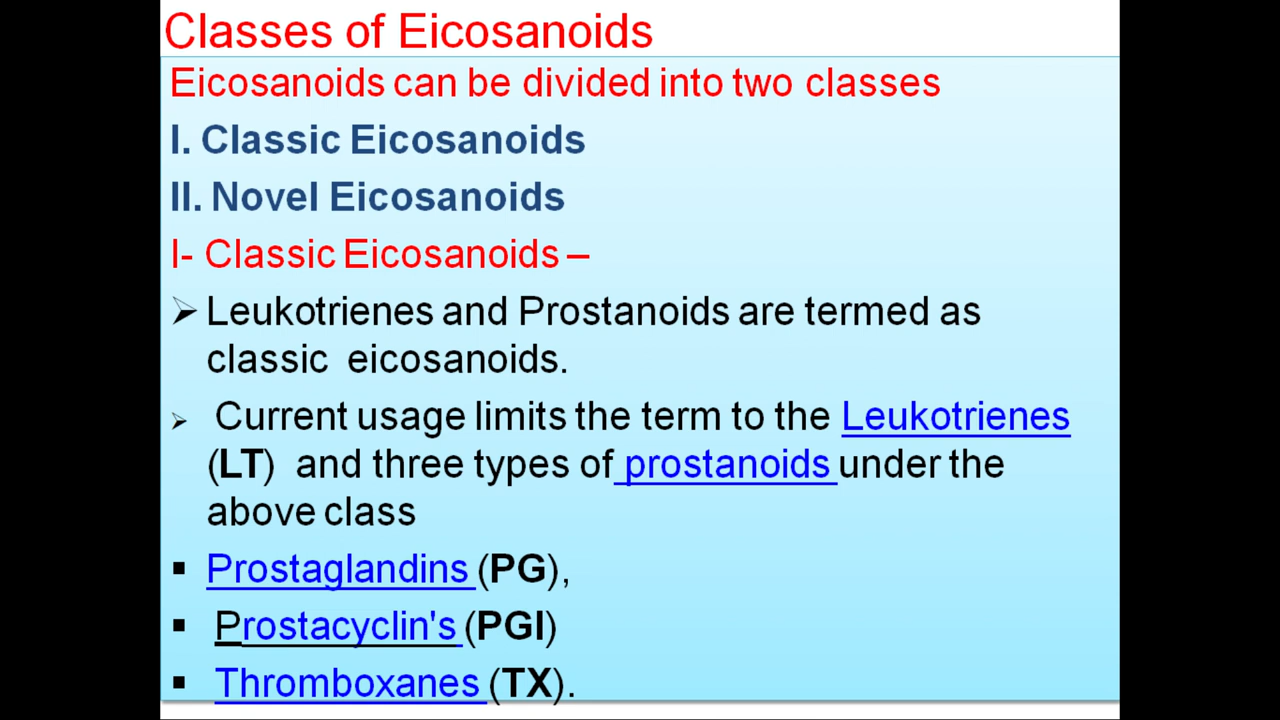 Classes of Eicosanoids
Eicosanoids can be divided into two classes
I. Classic Eicosanoids
II. Novel Eicosanoids
I- Classic Eicosanoids –
➢ Leukotrienes and Prostanoids are termed as
classic eicosanoids.
➢ Current usage limits the term to the Leukotrienes
(LT) and three types of prostanoids under the
above class
▪ Prostaglandins (PG),
▪ Prostacyclin's (PGI)
▪ Thromboxanes (TX).